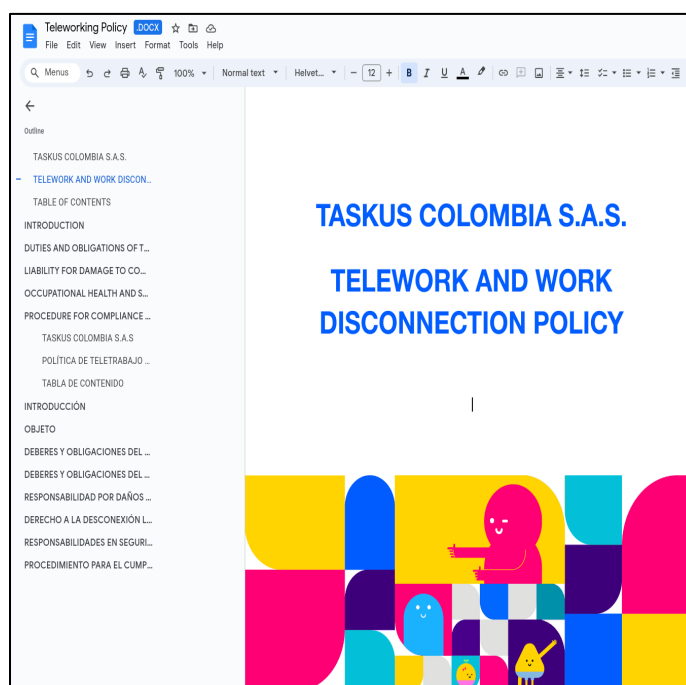 Teleworking Policy .DOCX
File Edit View Insert Format Tools Help
Menus 100% Normal text Helvet... 12 B I U A
Outline
TASKUS COLOMBIA S.A.S.
TELEWORK AND WORK DISCON...
TABLE OF CONTENTS
INTRODUCTION
DUTIES AND OBLIGATIONS OF T...
LIABILITY FOR DAMAGE TO CO...
OCCUPATIONAL HEALTH AND S...
PROCEDURE FOR COMPLIANCE ...
TASKUS COLOMBIA S.A.S
POLÍTICA DE TELETRABAJO ...
TABLA DE CONTENIDO
INTRODUCCIÓN
OBJETO
DEBERES Y OBLIGACIONES DEL ...
DEBERES Y OBLIGACIONES DEL ...
RESPONSABILIDAD POR DAÑOS ...
DERECHO A LA DESCONEXIÓN L...
RESPONSABILIDADES EN SEGURI...
PROCEDIMIENTO PARA EL CUMP...
TASKUS COLOMBIA S.A.S.
TELEWORK AND WORK
DISCONNECTION POLICY